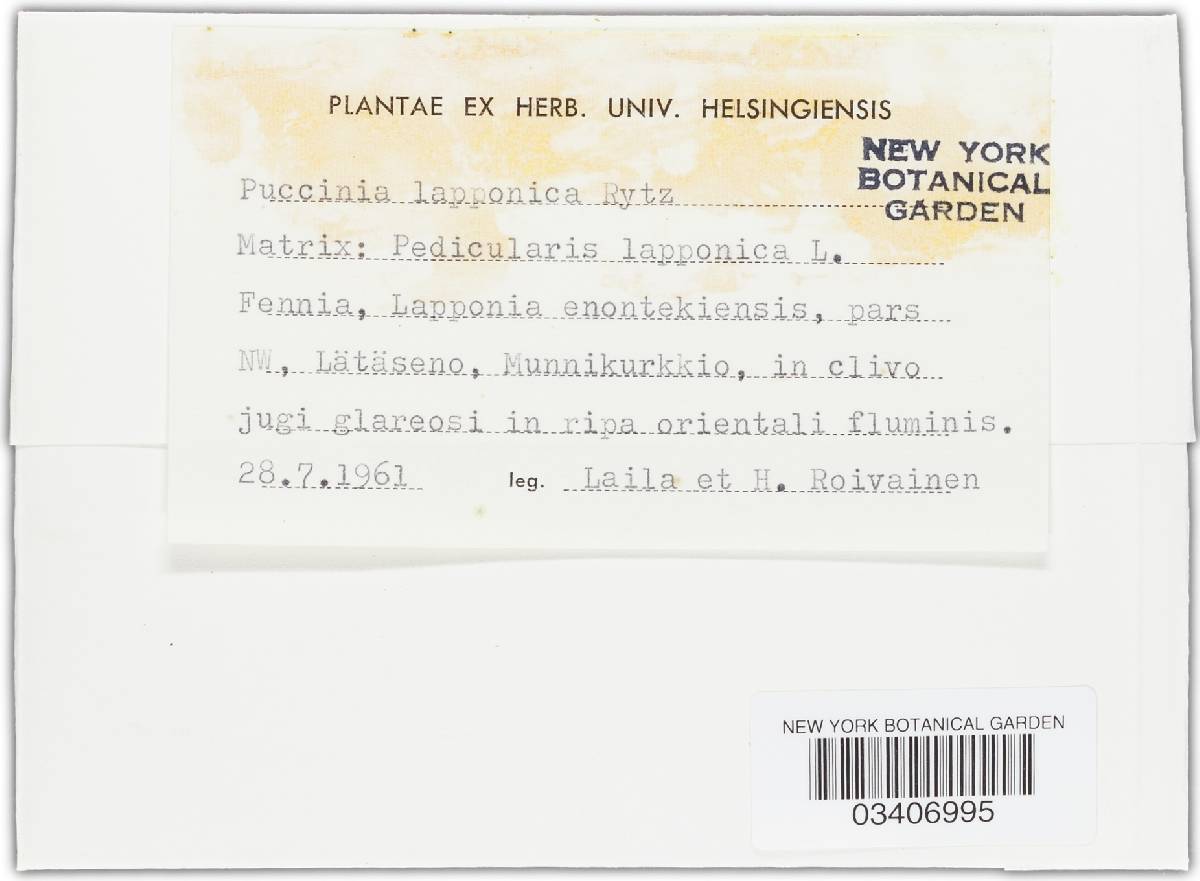 PLANTAE EX HERB. UNIV. HELSINGIENSIS
NEW YORK
BOTANICAL
GARDEN
Puccinia lapponica Rytz
Matrix: Pedicularis lapponica L.
Fennia, Lapponia enontekiensis, pars
NW, Lätäseno, Munnikurkkio, in clivo
jugi glareosi in ripa orientali fluminis.
28.7.1961 leg. Laila et H. Roivainen
NEW YORK BOTANICAL GARDEN
03406995